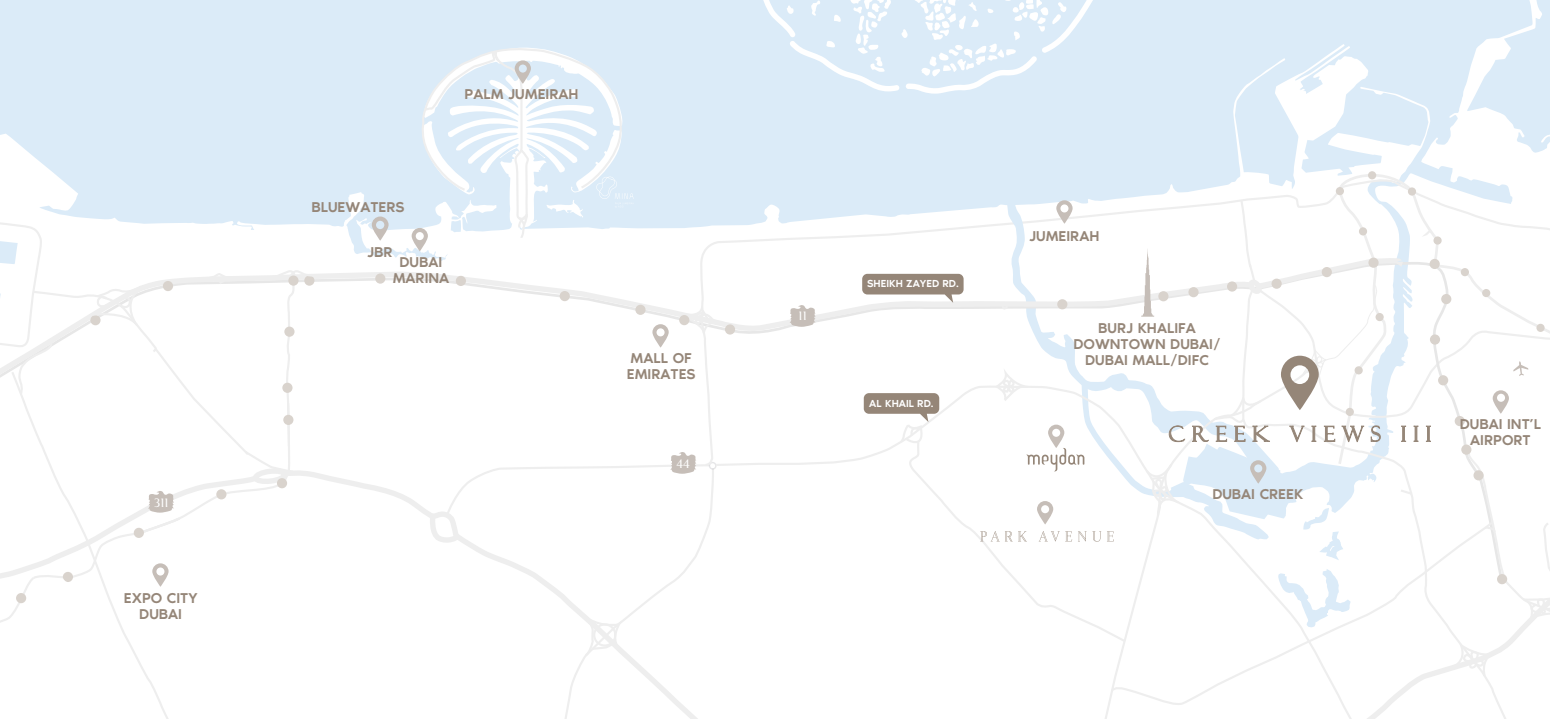 PALM JUMEIRAH
BLUEWATERS
JBR
DUBAI
MARINA
JUMEIRAH
SHEIKH ZAYED RD.
11
BURJ KHALIFA
DOWNTOWN DUBAI/
DUBAI MALL/DIFC
MALL OF
EMIRATES
AL KHAIL RD.
CREEK VIEWS III
DUBAI INT'L
AIRPORT
meydan
44
DUBAI CREEK
311
PARK AVENUE
EXPO CITY
DUBAI